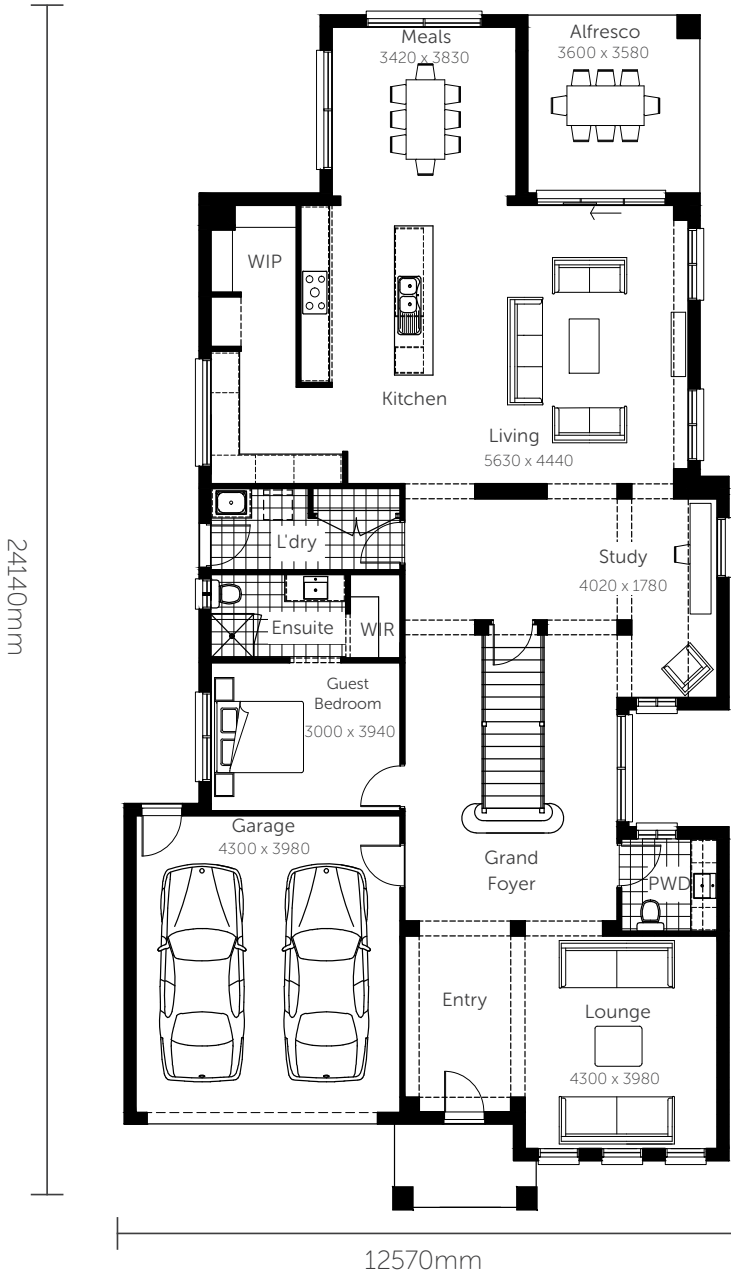 Meals
3420 x 3830
Alfresco
3600 x 3580
WIP
Kitchen
Living
5630 x 4440
L'dry
Study
4020 x 1780
Ensuite
WIR
Guest
Bedroom
3000 x 3940
Garage
4300 x 3980
Grand
Foyer
PWD
Entry
Lounge
4300 x 3980
24140mm
12570mm